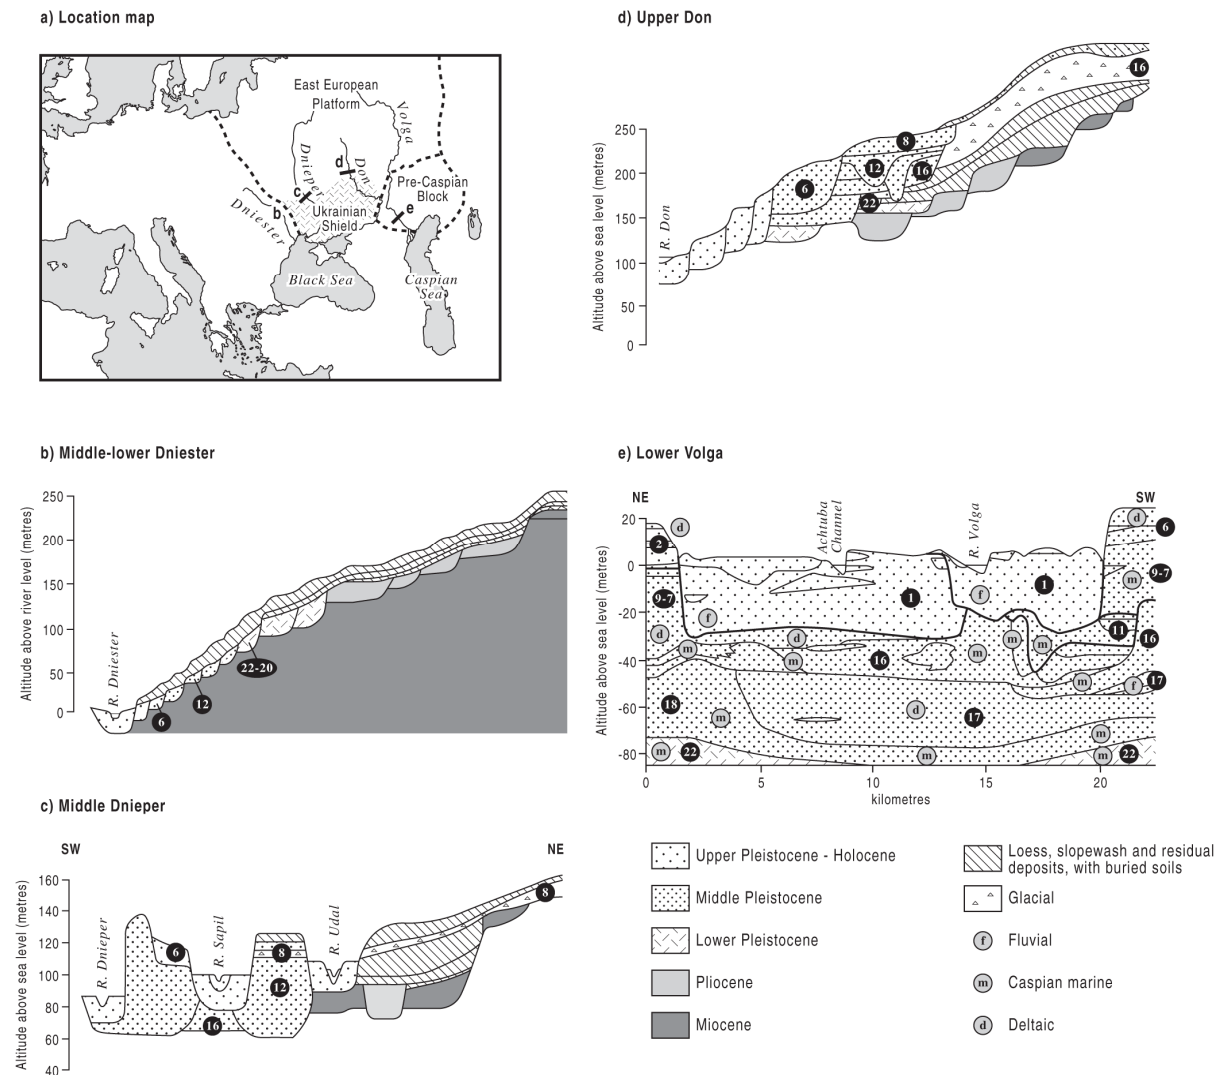 a) Location map
East European
Platform
Volga
Dnieper
Don
d
c
b
e
Dniester
Ukrainian
Shield
Pre-Caspian
Block
Black Sea
Caspian
Sea
d) Upper Don
Altitude above sea level (metres)
250
200
150
100
50
0
R. Don
16
8
12
16
6
22
b) Middle-lower Dniester
Altitude above river level (metres)
250
200
150
100
50
0
R. Dniester
22-20
12
6
e) Lower Volga
NE
SW
Altitude above sea level (metres)
20
0
-20
-40
-60
-80
Achtuba
Channel
R. Volga
d
d
6
2
9-7
m
9-7
1
f
1
f
11
16
d
d
m
m
m
m
m
16
m
17
f
18
m
d
17
m
m
22
m
m
22
0
5
10
15
20
kilometres
c) Middle Dnieper
SW
NE
Altitude above sea level (metres)
160
140
120
100
80
60
40
R. Dnieper
R. Sapil
R. Udal
6
8
12
16
8
Upper Pleistocene - Holocene
Middle Pleistocene
Lower Pleistocene
Pliocene
Miocene
Loess, slopewash and residual
deposits, with buried soils
Glacial
f
Fluvial
m
Caspian marine
d
Deltaic